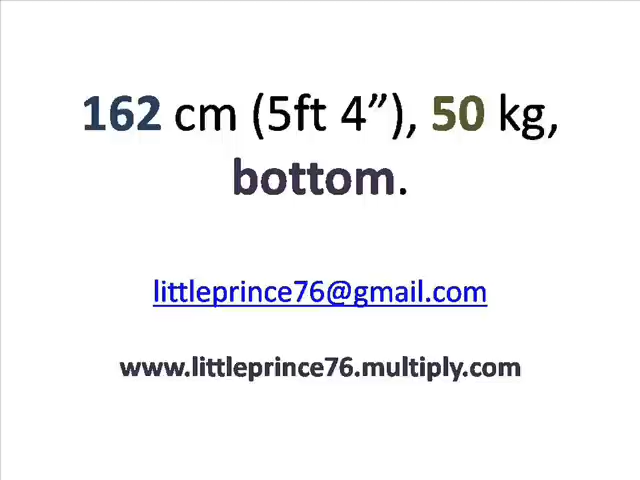 162 cm (5ft 4”), 50 kg,
bottom.
littleprince76@gmail.com
www.littleprince76.multiply.com